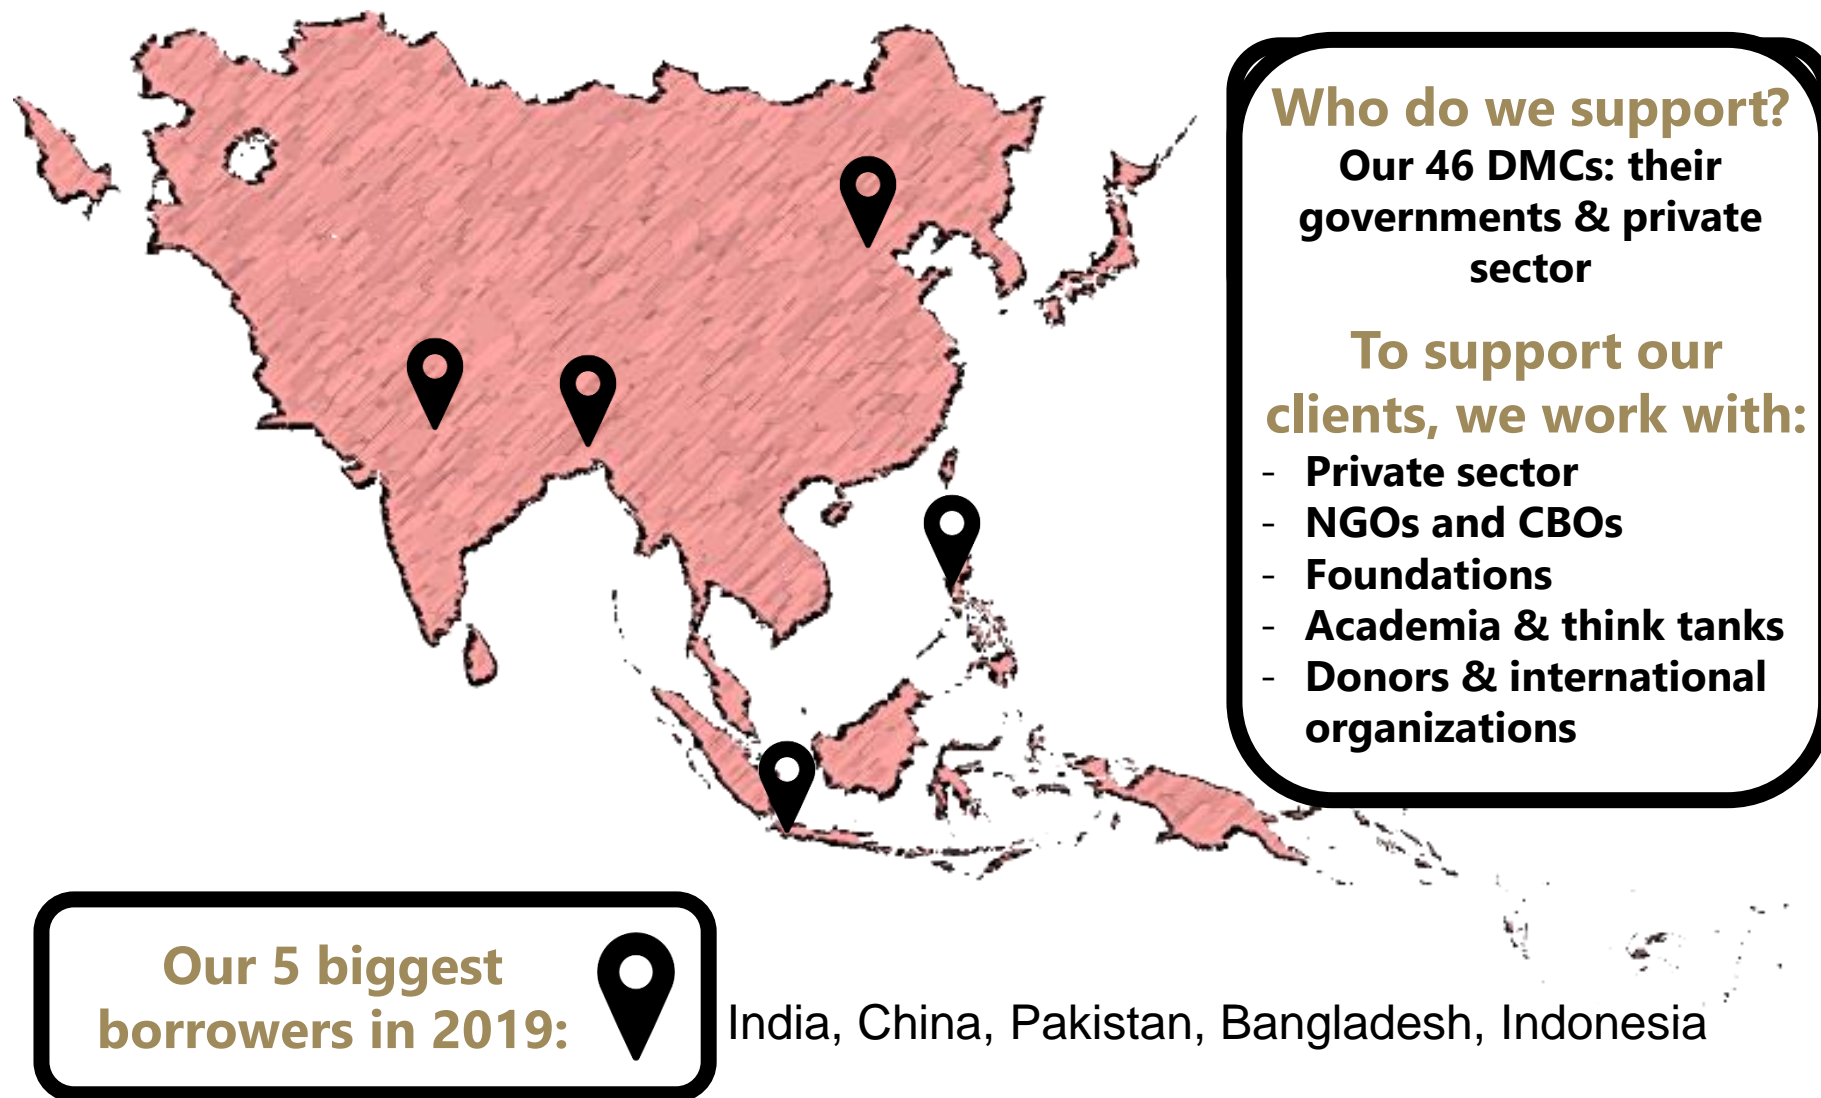 Who do we support?
Our 46 DMCs: their
governments & private
sector
To support our
clients, we work with:
- Private sector
- NGOs and CBOs
- Foundations
- Academia & think tanks
- Donors & international
organizations
Our 5 biggest
borrowers in 2019:
India, China, Pakistan, Bangladesh, Indonesia